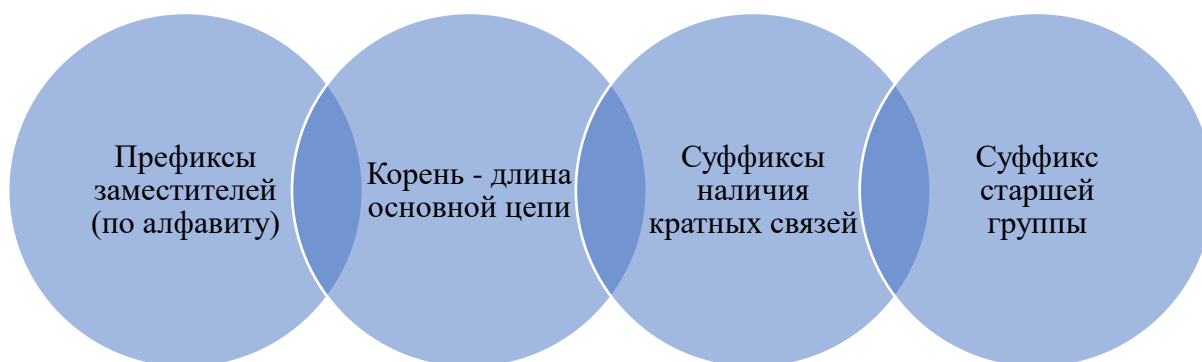 Префиксы
заместителей
(по алфавиту)
Корень - длина
основной цепи
Суффиксы
наличия
кратных связей
Суффикс
старшей
группы